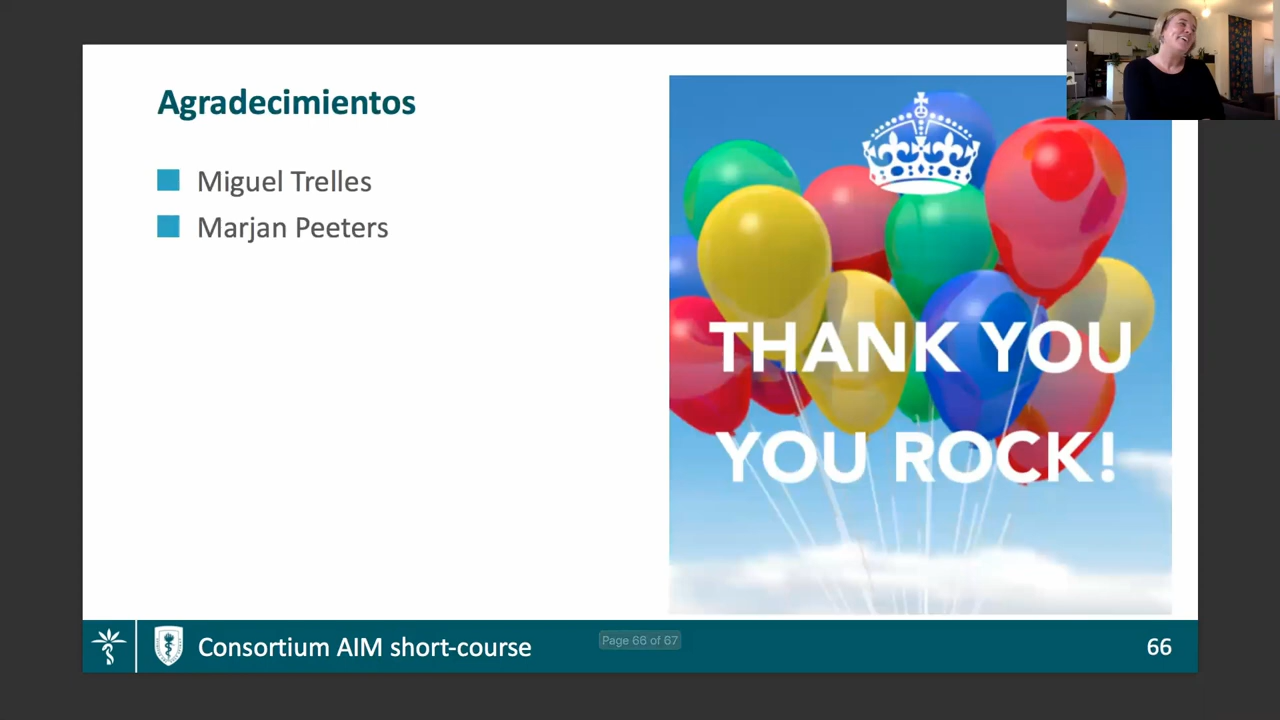 Agradecimientos
Miguel Trelles
Marjan Peeters
THANK YOU
YOU ROCK!
Consortium AIM short-course
Page 66 of 67
66